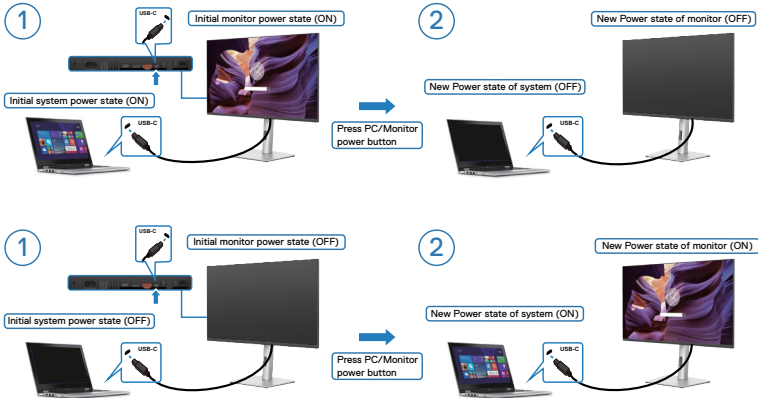 1
USB-C
Initial monitor power state (ON)
2
New Power state of monitor (OFF)
Initial system power state (ON)
New Power state of system (OFF)
USB-C
Press PC/Monitor
power button
USB-C
1
USB-C
Initial monitor power state (OFF)
2
New Power state of monitor (ON)
Initial system power state (OFF)
New Power state of system (ON)
USB-C
Press PC/Monitor
power button
USB-C